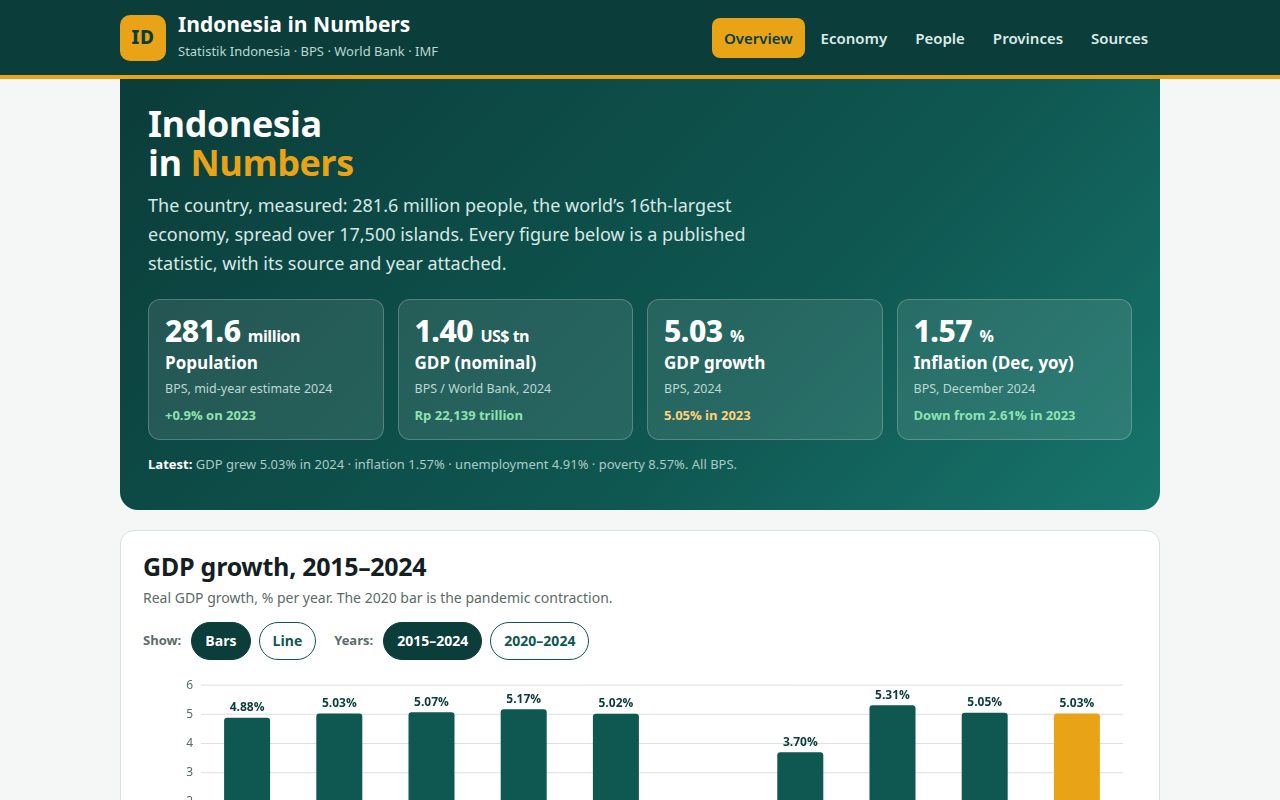 ID
Indonesia in Numbers
Statistik Indonesia · BPS · World Bank · IMF
Overview
Economy
People
Provinces
Sources
Indonesia
in Numbers
The country, measured: 281.6 million people, the world’s 16th-largest
economy, spread over 17,500 islands. Every figure below is a published
statistic, with its source and year attached.
281.6 million
Population
BPS, mid-year estimate 2024
+0.9% on 2023
1.40 US$ tn
GDP (nominal)
BPS / World Bank, 2024
Rp 22,139 trillion
5.03 %
GDP growth
BPS, 2024
5.05% in 2023
1.57 %
Inflation (Dec, yoy)
BPS, December 2024
Down from 2.61% in 2023
Latest: GDP grew 5.03% in 2024 · inflation 1.57% · unemployment 4.91% · poverty 8.57%. All BPS.
GDP growth, 2015–2024
Real GDP growth, % per year. The 2020 bar is the pandemic contraction.
Show: Bars Line Years: 2015–2024 2020–2024
6
5
4
3
4.88%
5.03%
5.07%
5.17%
5.02%
3.70%
5.31%
5.05%
5.03%